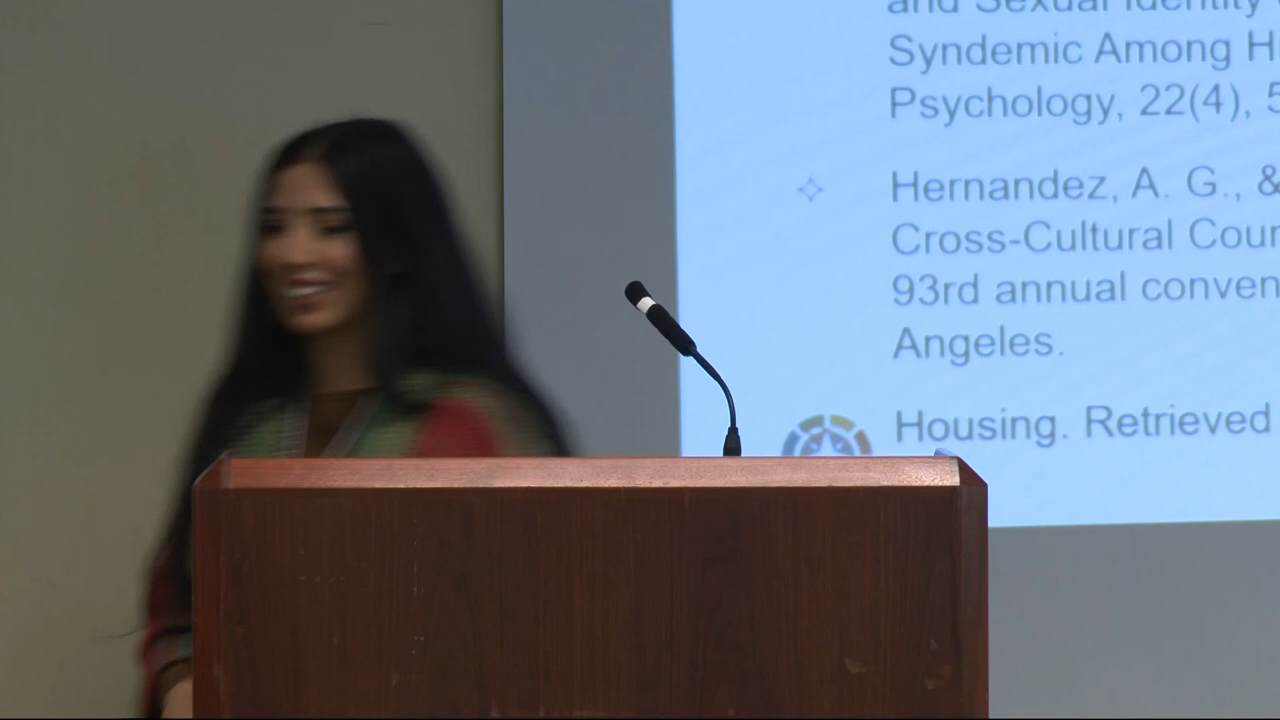 and Sexual Identity
Syndemic Among H
Psychology, 22(4), 5
Hernandez, A. G., &
Cross-Cultural Cour
93rd annual conven
Angeles.
Housing. Retrieved